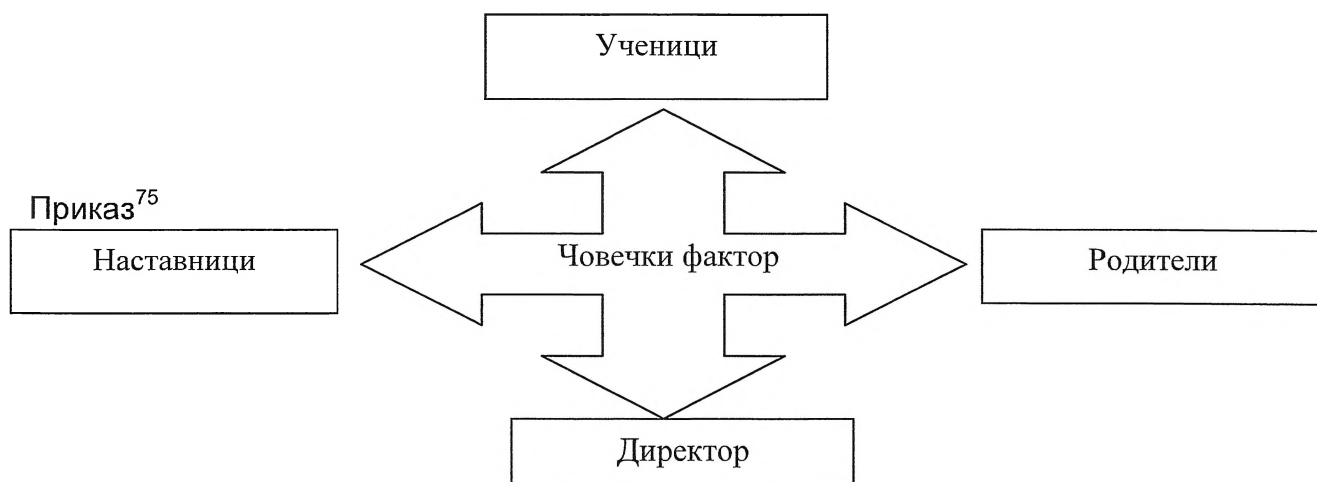 Ученици
Приказ75
Наставници
Човечки фактор
Родители
Директор